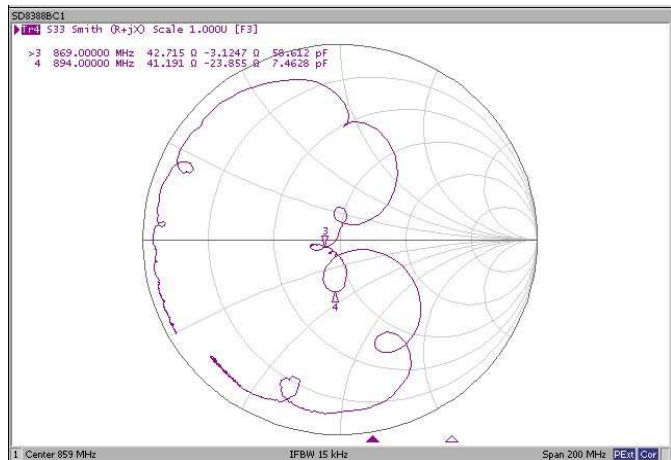 SD8388BC1
Tr4 S33 Smith (R+jX) Scale 1.000U [F3]
>3 869.00000 MHz 42.715 Ω -3.1247 Ω 58.612 pF
4 894.00000 MHz 41.191 Ω -23.855 Ω 7.4628 pF
3
4
1 Center 859 MHz IFBW 15 kHz Span 200 MHz PExt Cor